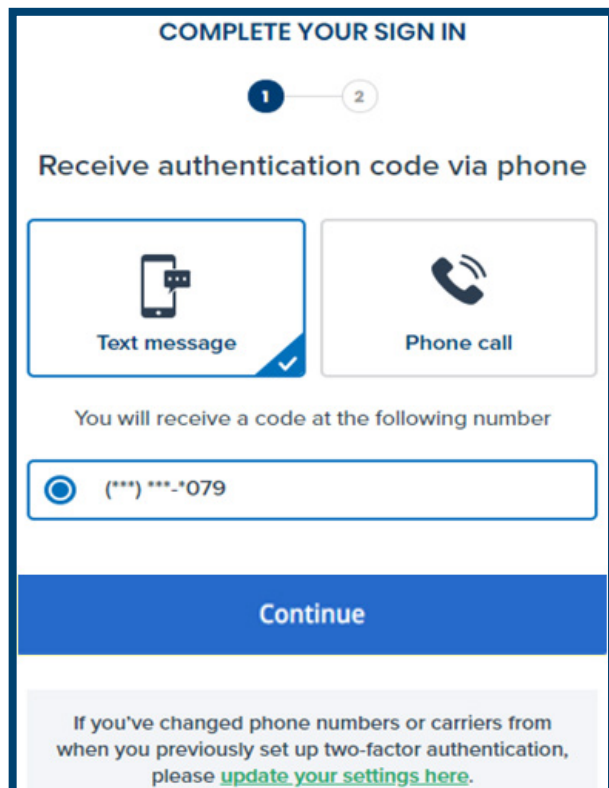 COMPLETE YOUR SIGN IN
1 2
Receive authentication code via phone
Text message Phone call
You will receive a code at the following number
(***) ***-*079
Continue
If you've changed phone numbers or carriers from
when you previously set up two-factor authentication,
please update your settings here.